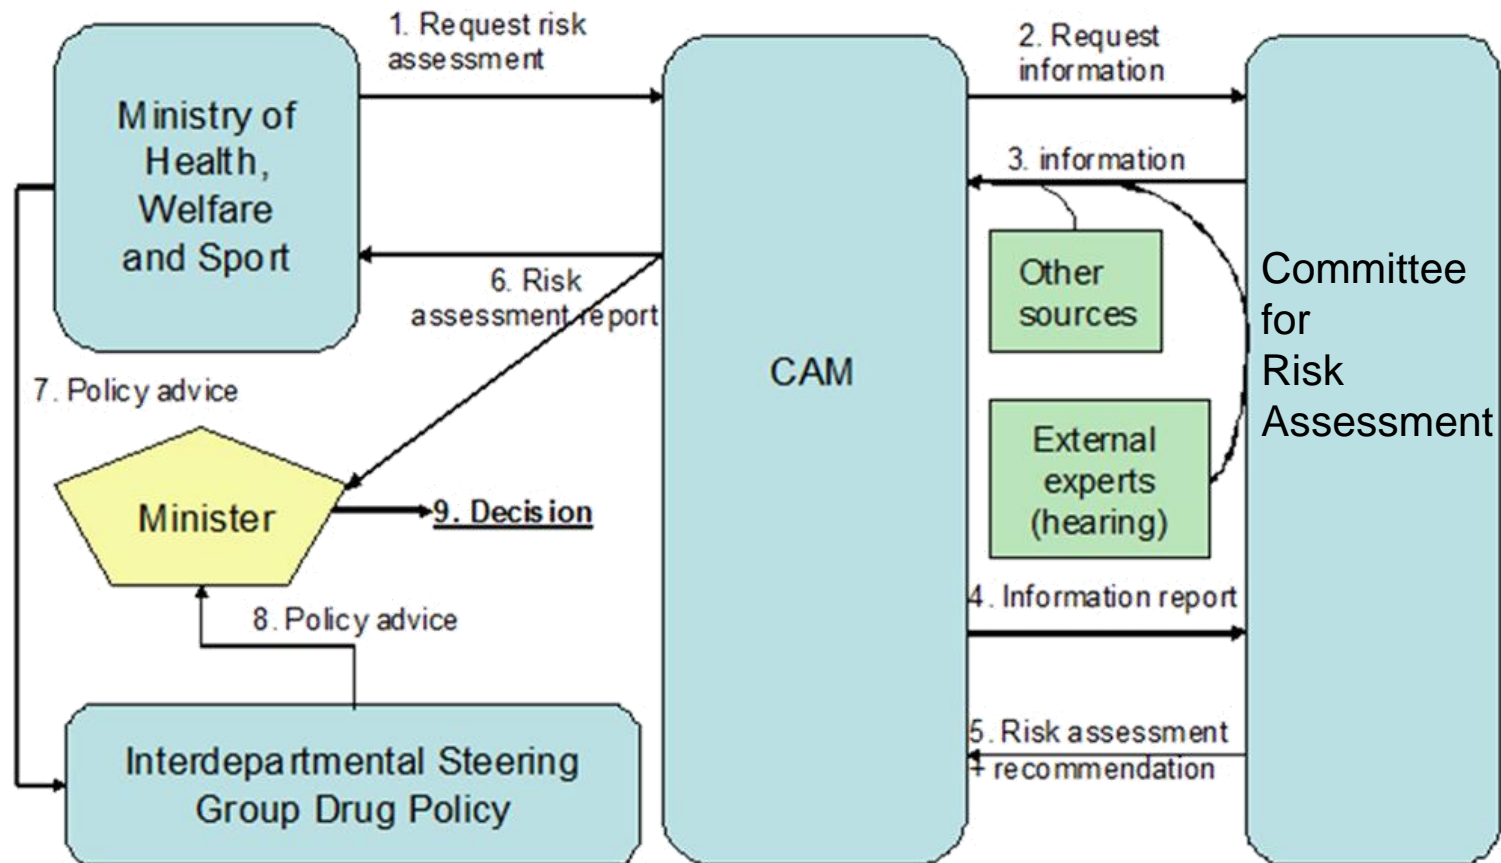 1. Request risk
assessment
2. Request
information
Ministry of
Health,
Welfare
and Sport
3. information
6. Risk
assessment report
Other
sources
Committee
for
Risk
Assessment
CAM
7. Policy advice
External
experts
(hearing)
Minister
9. Decision
8. Policy advice
4. Information report
5. Risk assessment
+ recommendation
Interdepartmental Steering
Group Drug Policy